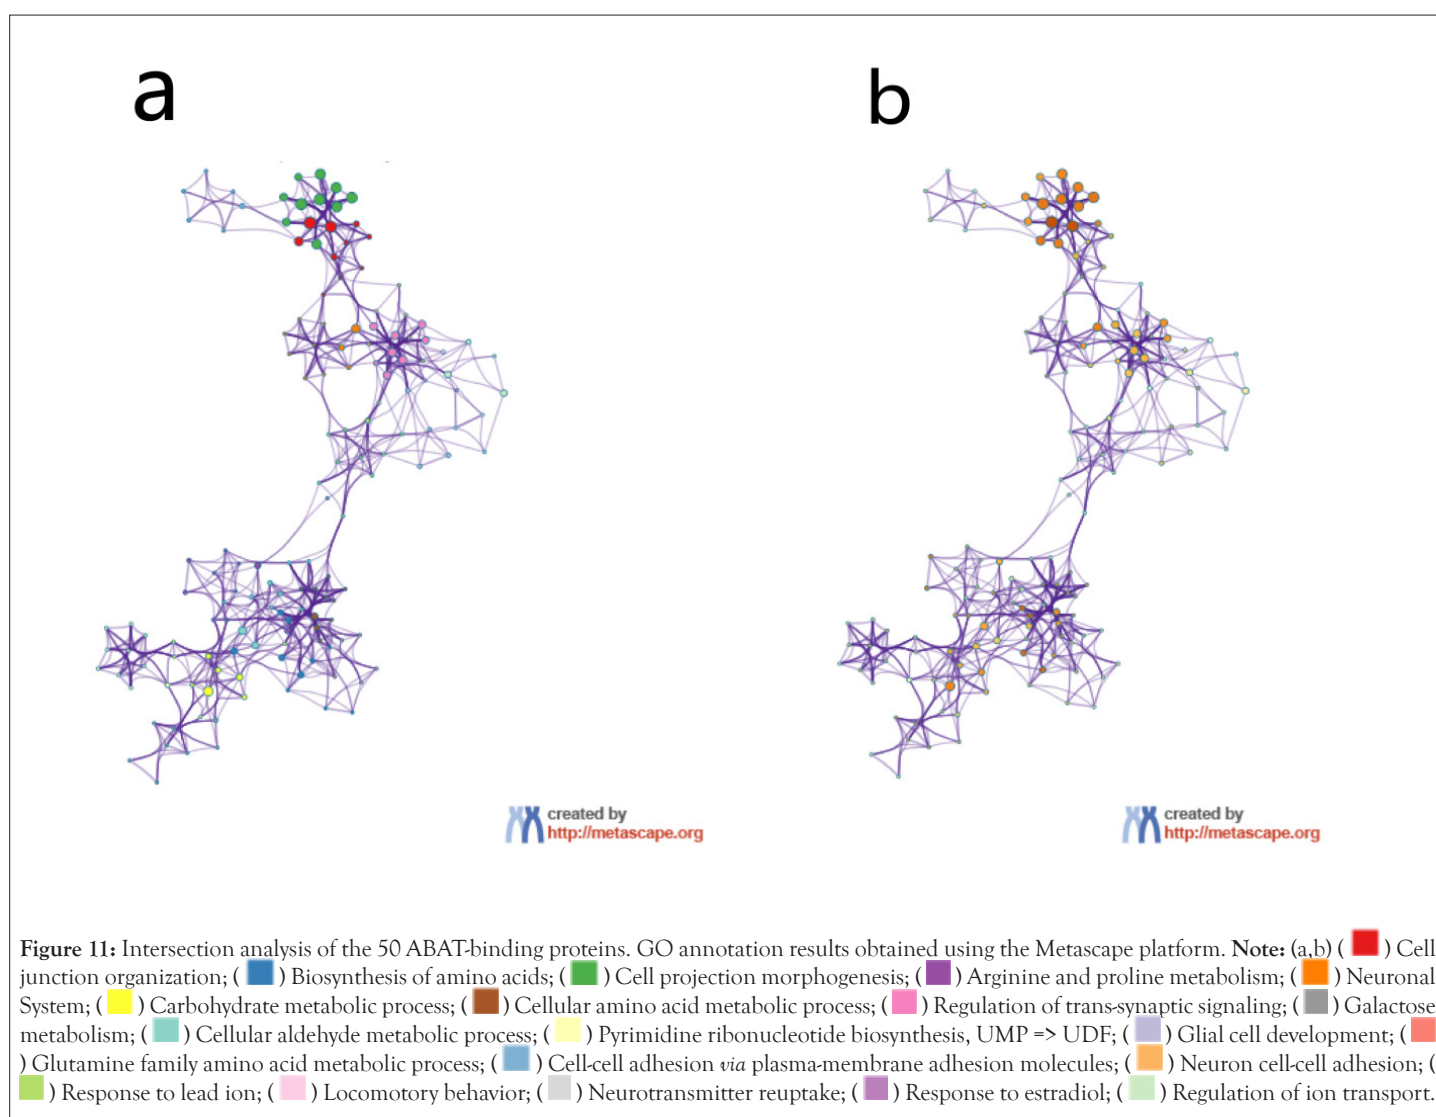 a
b
created by
http://metascape.org
created by
http://metascape.org
Figure 11: Intersection analysis of the 50 ABAT-binding proteins. GO annotation results obtained using the Metascape platform. Note: (a,b) ( ) Cell
junction organization; ( ) Biosynthesis of amino acids; ( ) Cell projection morphogenesis; ( ) Arginine and proline metabolism; ( ) Neuronal
System; ( ) Carbohydrate metabolic process; ( ) Cellular amino acid metabolic process; ( ) Regulation of trans-synaptic signaling; ( ) Galactose
metabolism; ( ) Cellular aldehyde metabolic process; ( ) Pyrimidine ribonucleotide biosynthesis, UMP => UDF; ( ) Glial cell development; (
) Glutamine family amino acid metabolic process; ( ) Cell-cell adhesion via plasma-membrane adhesion molecules; ( ) Neuron cell-cell adhesion; (
) Response to lead ion; ( ) Locomotory behavior; ( ) Neurotransmitter reuptake; ( ) Response to estradiol; ( ) Regulation of ion transport.